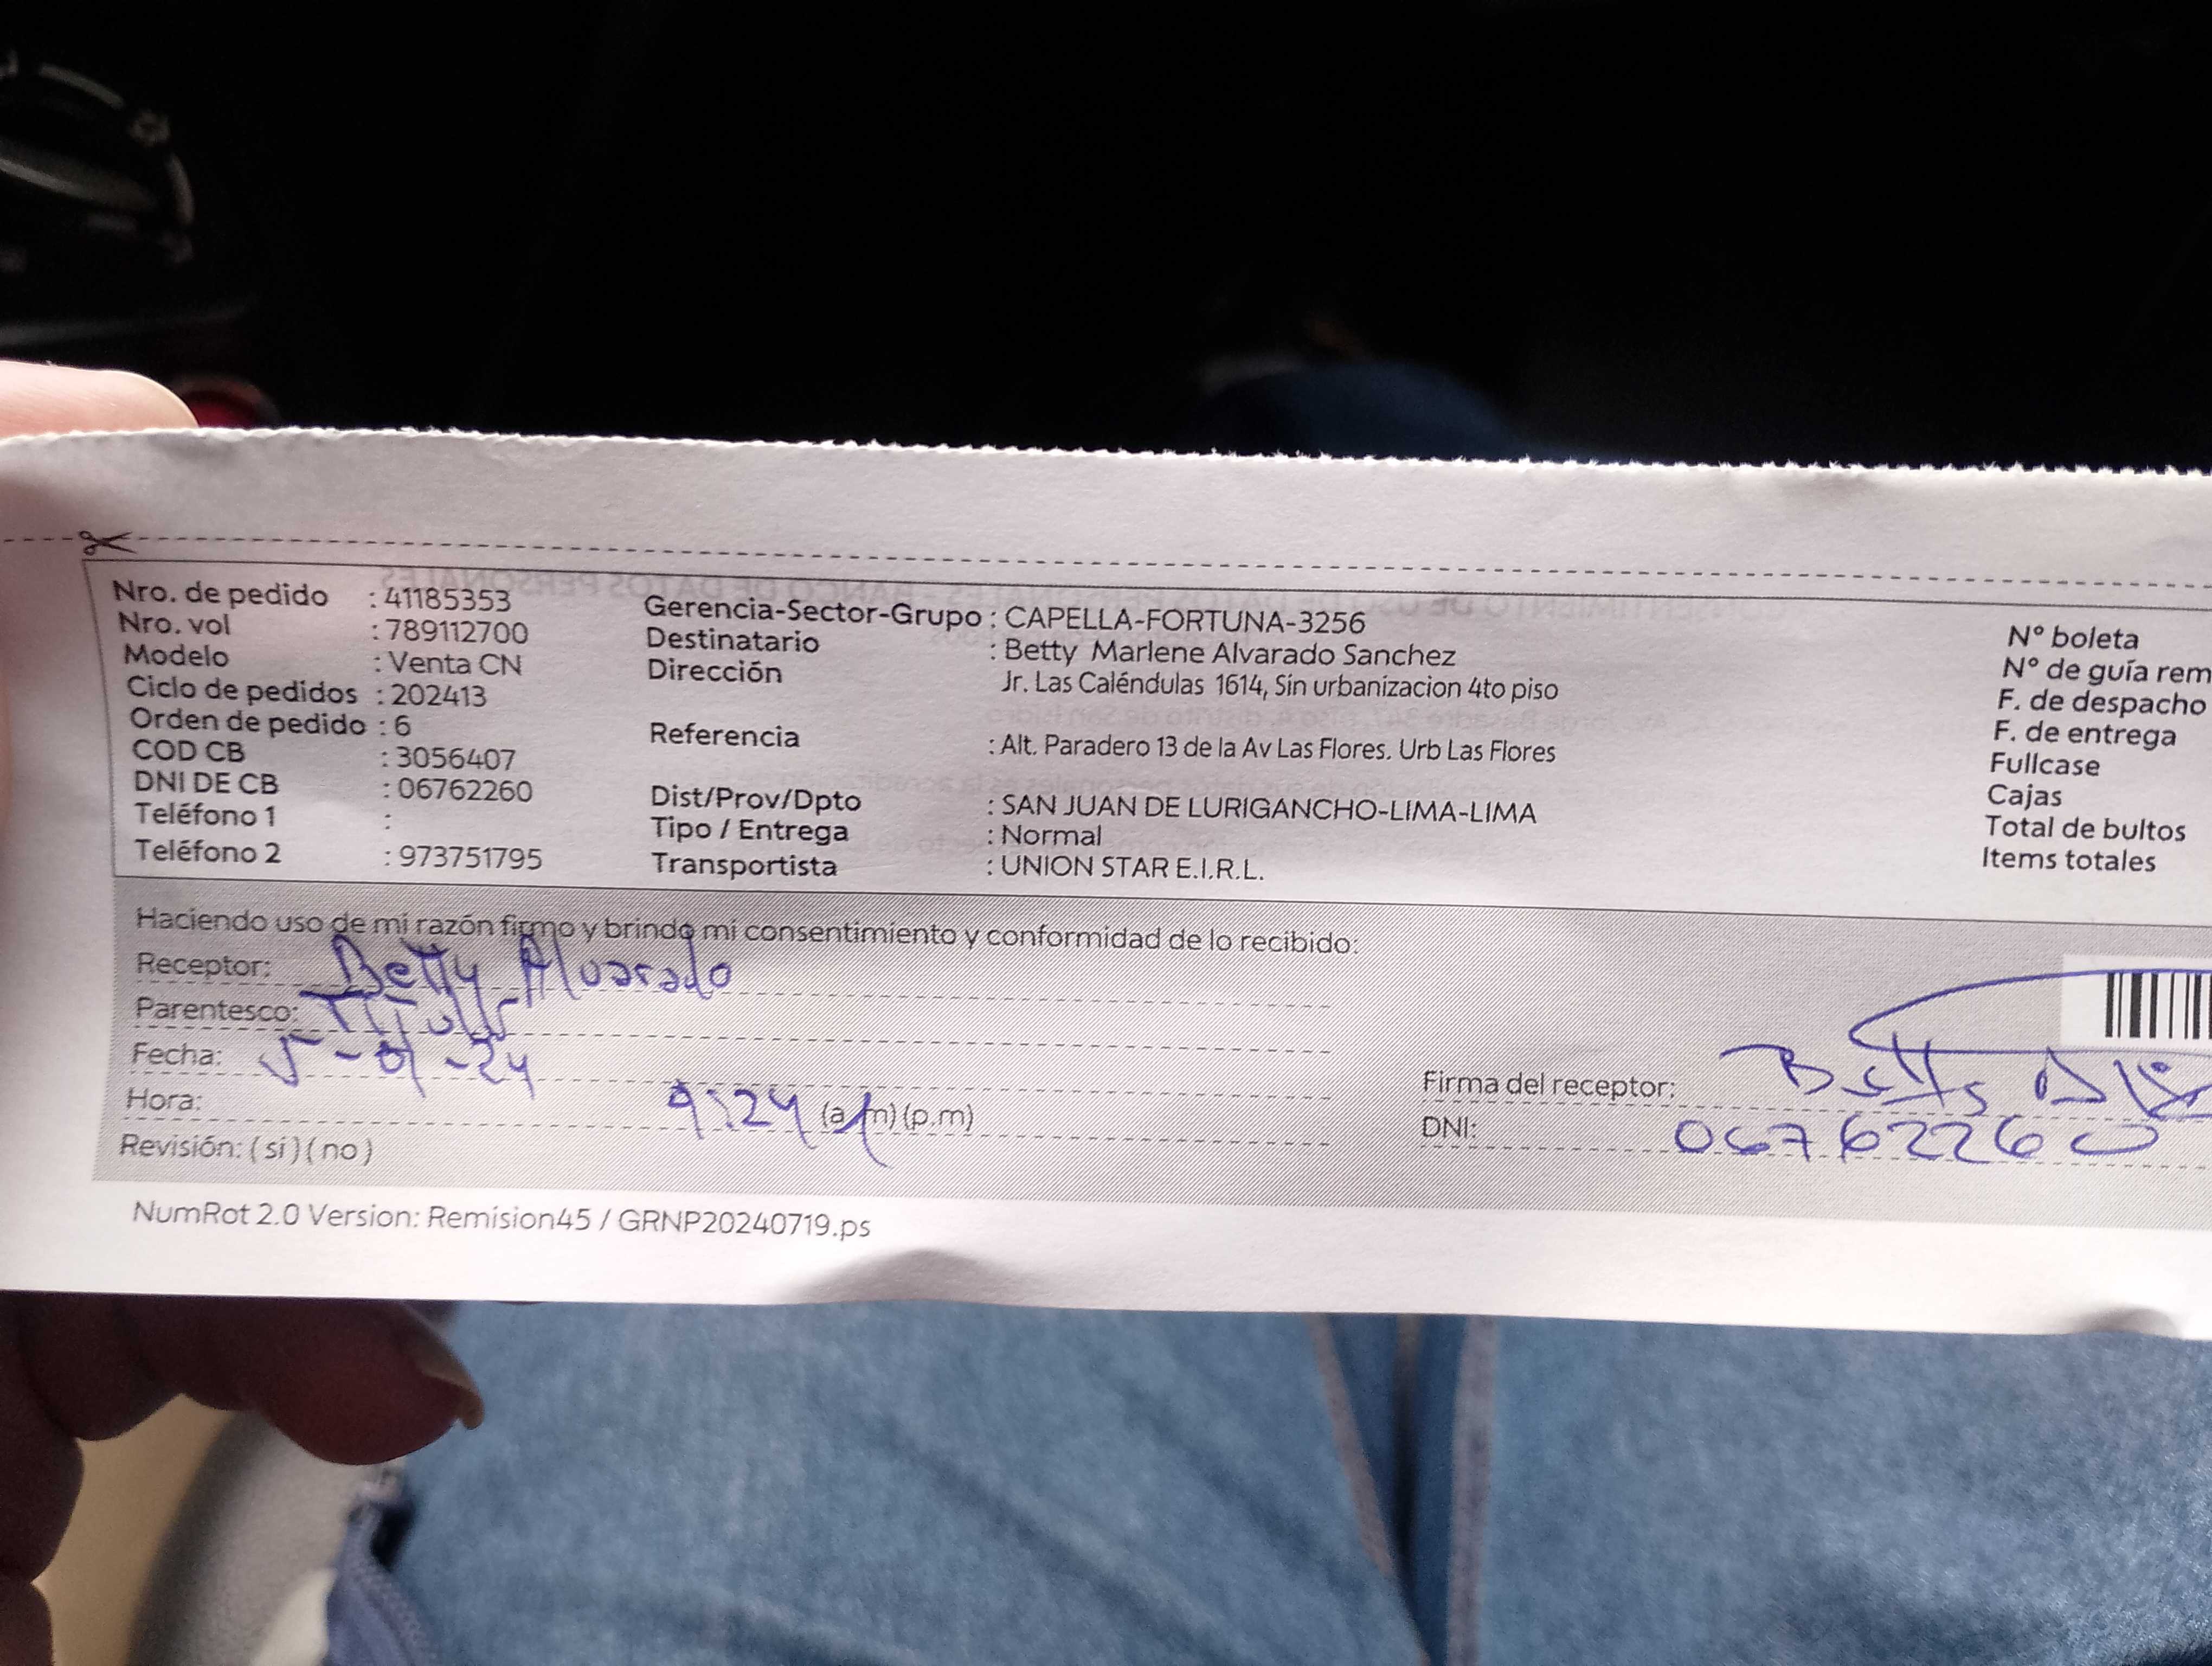 Nro. de pedido : 41185353
Nro. vol : 789112700
Modelo : Venta CN
Ciclo de pedidos : 202413
Orden de pedido : 6
COD CB : 3056407
DNI DE CB : 06762260
Teléfono 1 :
Teléfono 2 : 973751795
Gerencia-Sector-Grupo : CAPELLA-FORTUNA-3256
Destinatario : Betty Marlene Alvarado Sanchez
Dirección Jr. Las Caléndulas 1614, Sin urbanizacion 4to piso
Referencia : Alt. Paradero 13 de la Av Las Flores. Urb Las Flores
Dist/Prov/Dpto : SAN JUAN DE LURIGANCHO-LIMA-LIMA
Tipo / Entrega : Normal
Transportista : UNION STAR E.I.R.L.
N° boleta
N° de guía rem
F. de despacho
F. de entrega
Fullcase
Cajas
Total de bultos
Items totales
Haciendo uso de mi razón firmo y brindo mi consentimiento y conformidad de lo recibido:
Receptor: Betty Alvarado
Parentesco: Titular
Fecha:
Hora: 9:24 (a.m) (p.m)
Revisión: (si) (no)
Firma del receptor:
DNI: 06762260
NumRot 2.0 Version: Remision45 / GRNP20240719.ps